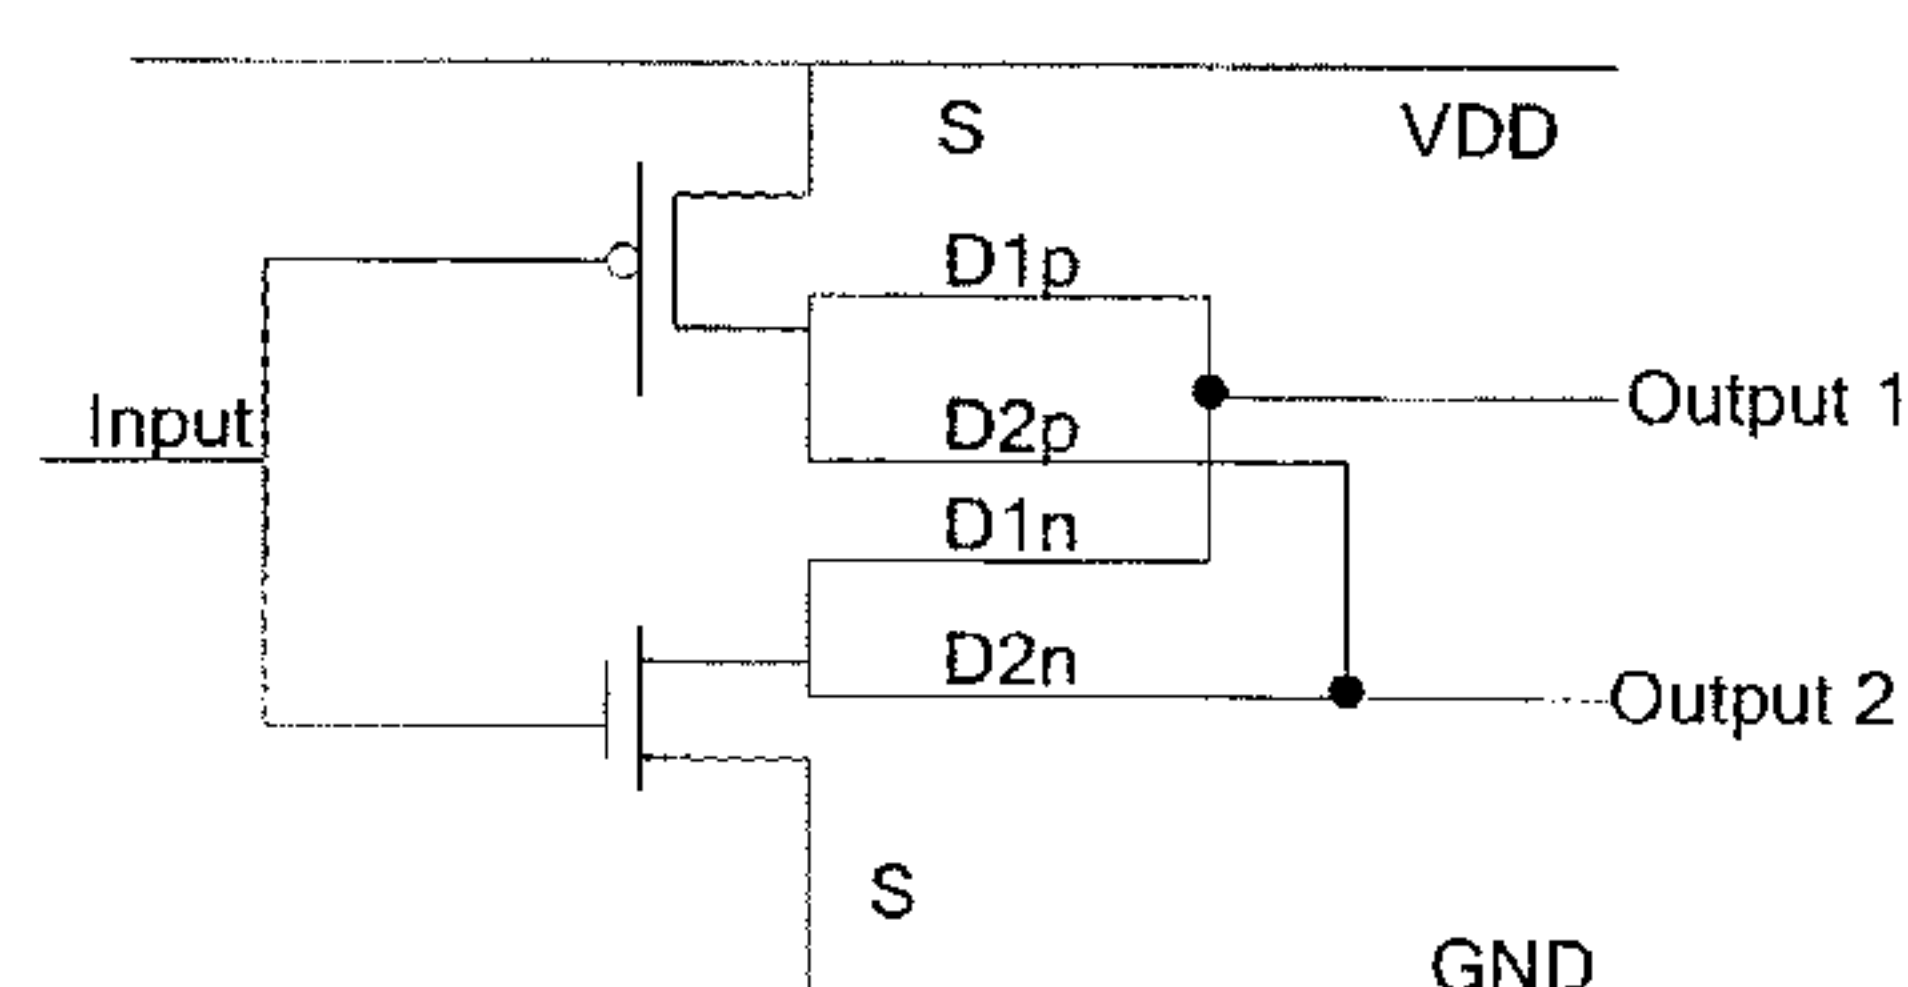 S
VDD
D1p
Output 1
Input
D2p
D1n
D2n
Output 2
S
GND